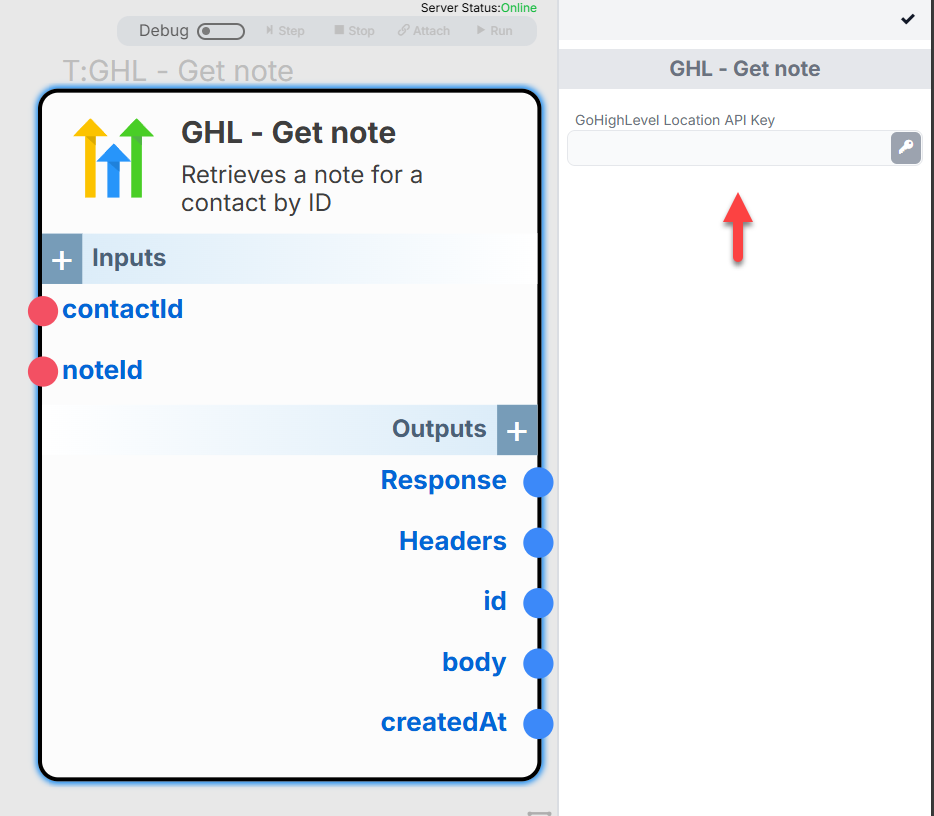 Server Status:Online
Debug Step Stop Attach Run
T:GHL - Get note
GHL - Get note
Retrieves a note for a
contact by ID
+ Inputs
contactId
noteId
Outputs +
Response
Headers
id
body
createdAt
GHL - Get note
GoHighLevel Location API Key